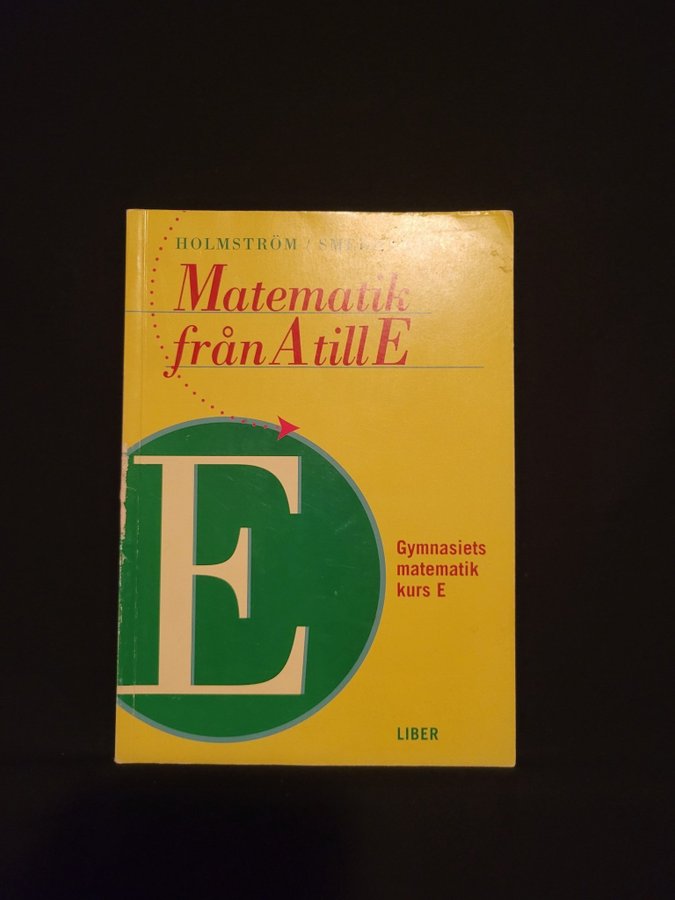 HOLMSTRÖM /
Matematik
från A till E
E
Gymnasiets
matematik
kurs E
LIBER